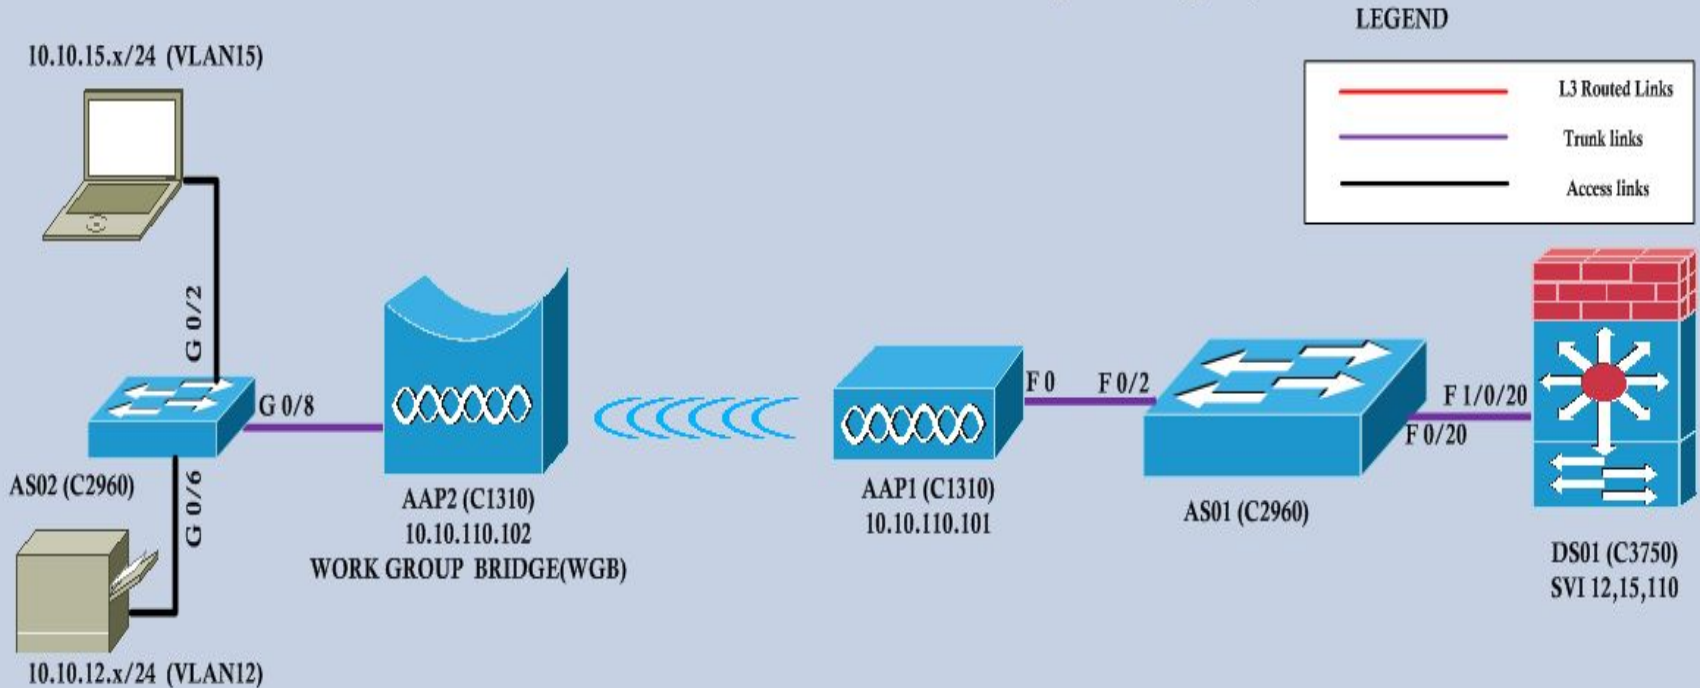 LEGEND
L3 Routed Links
Trunk links
Access links
10.10.15.x/24 (VLAN15)
G 0/2
G 0/8
AS02 (C2960)
G 0/6
10.10.12.x/24 (VLAN12)
AAP2 (C1310)
10.10.110.102
WORK GROUP BRIDGE(WGB)
F 0
F 0/2
AAP1 (C1310)
10.10.110.101
F 1/0/20
F 0/20
AS01 (C2960)
DS01 (C3750)
SVI 12,15,110